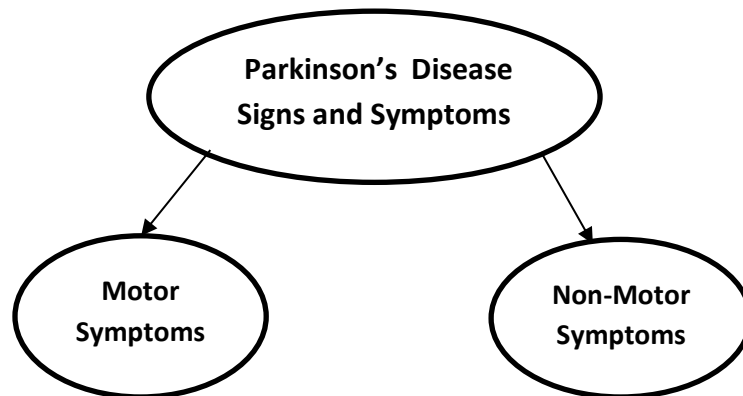 Parkinson’s Disease
Signs and Symptoms
Motor
Symptoms
Non-Motor
Symptoms